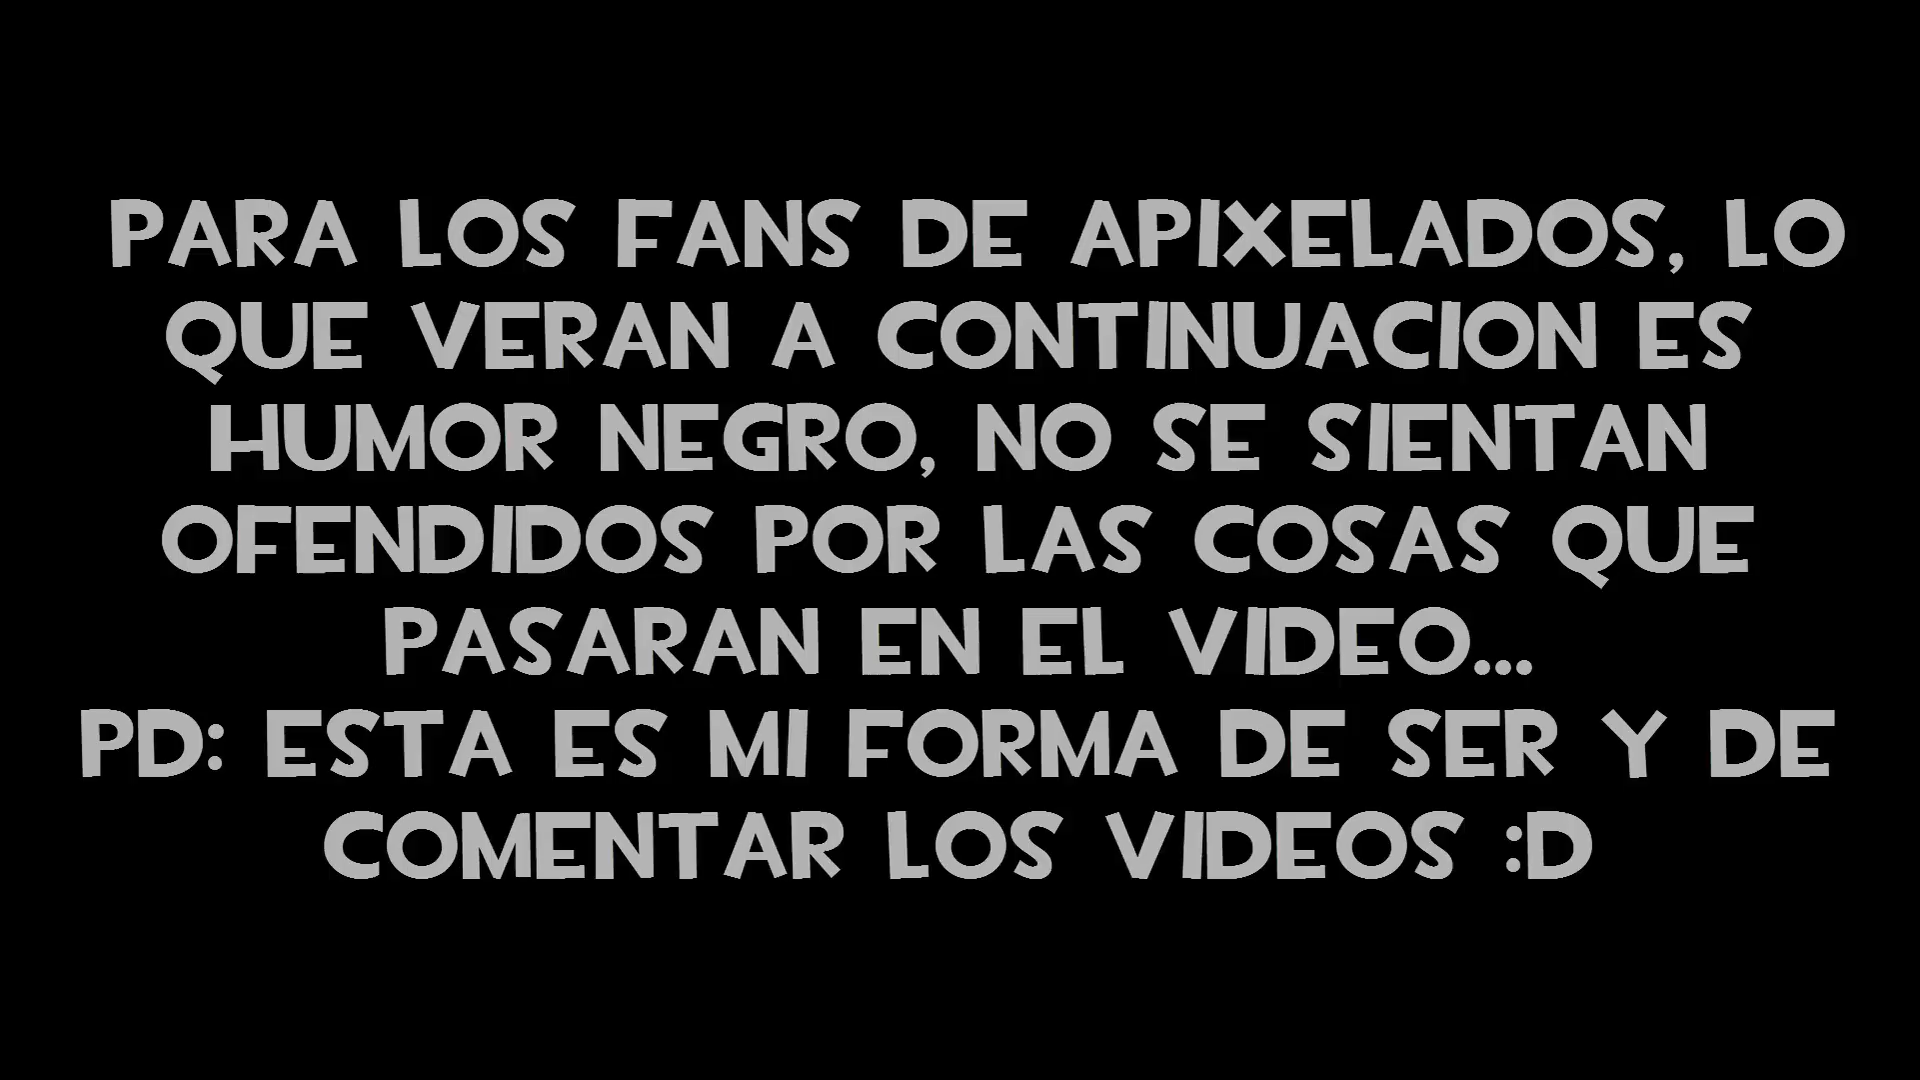 PARA LOS FANS DE APIXELADOS, LO
QUE VERAN A CONTINUACION ES
HUMOR NEGRO, NO SE SIENTAN
OFENDIDOS POR LAS COSAS QUE
PASARAN EN EL VIDEO...
PD: ESTA ES MI FORMA DE SER Y DE
COMENTAR LOS VIDEOS :D